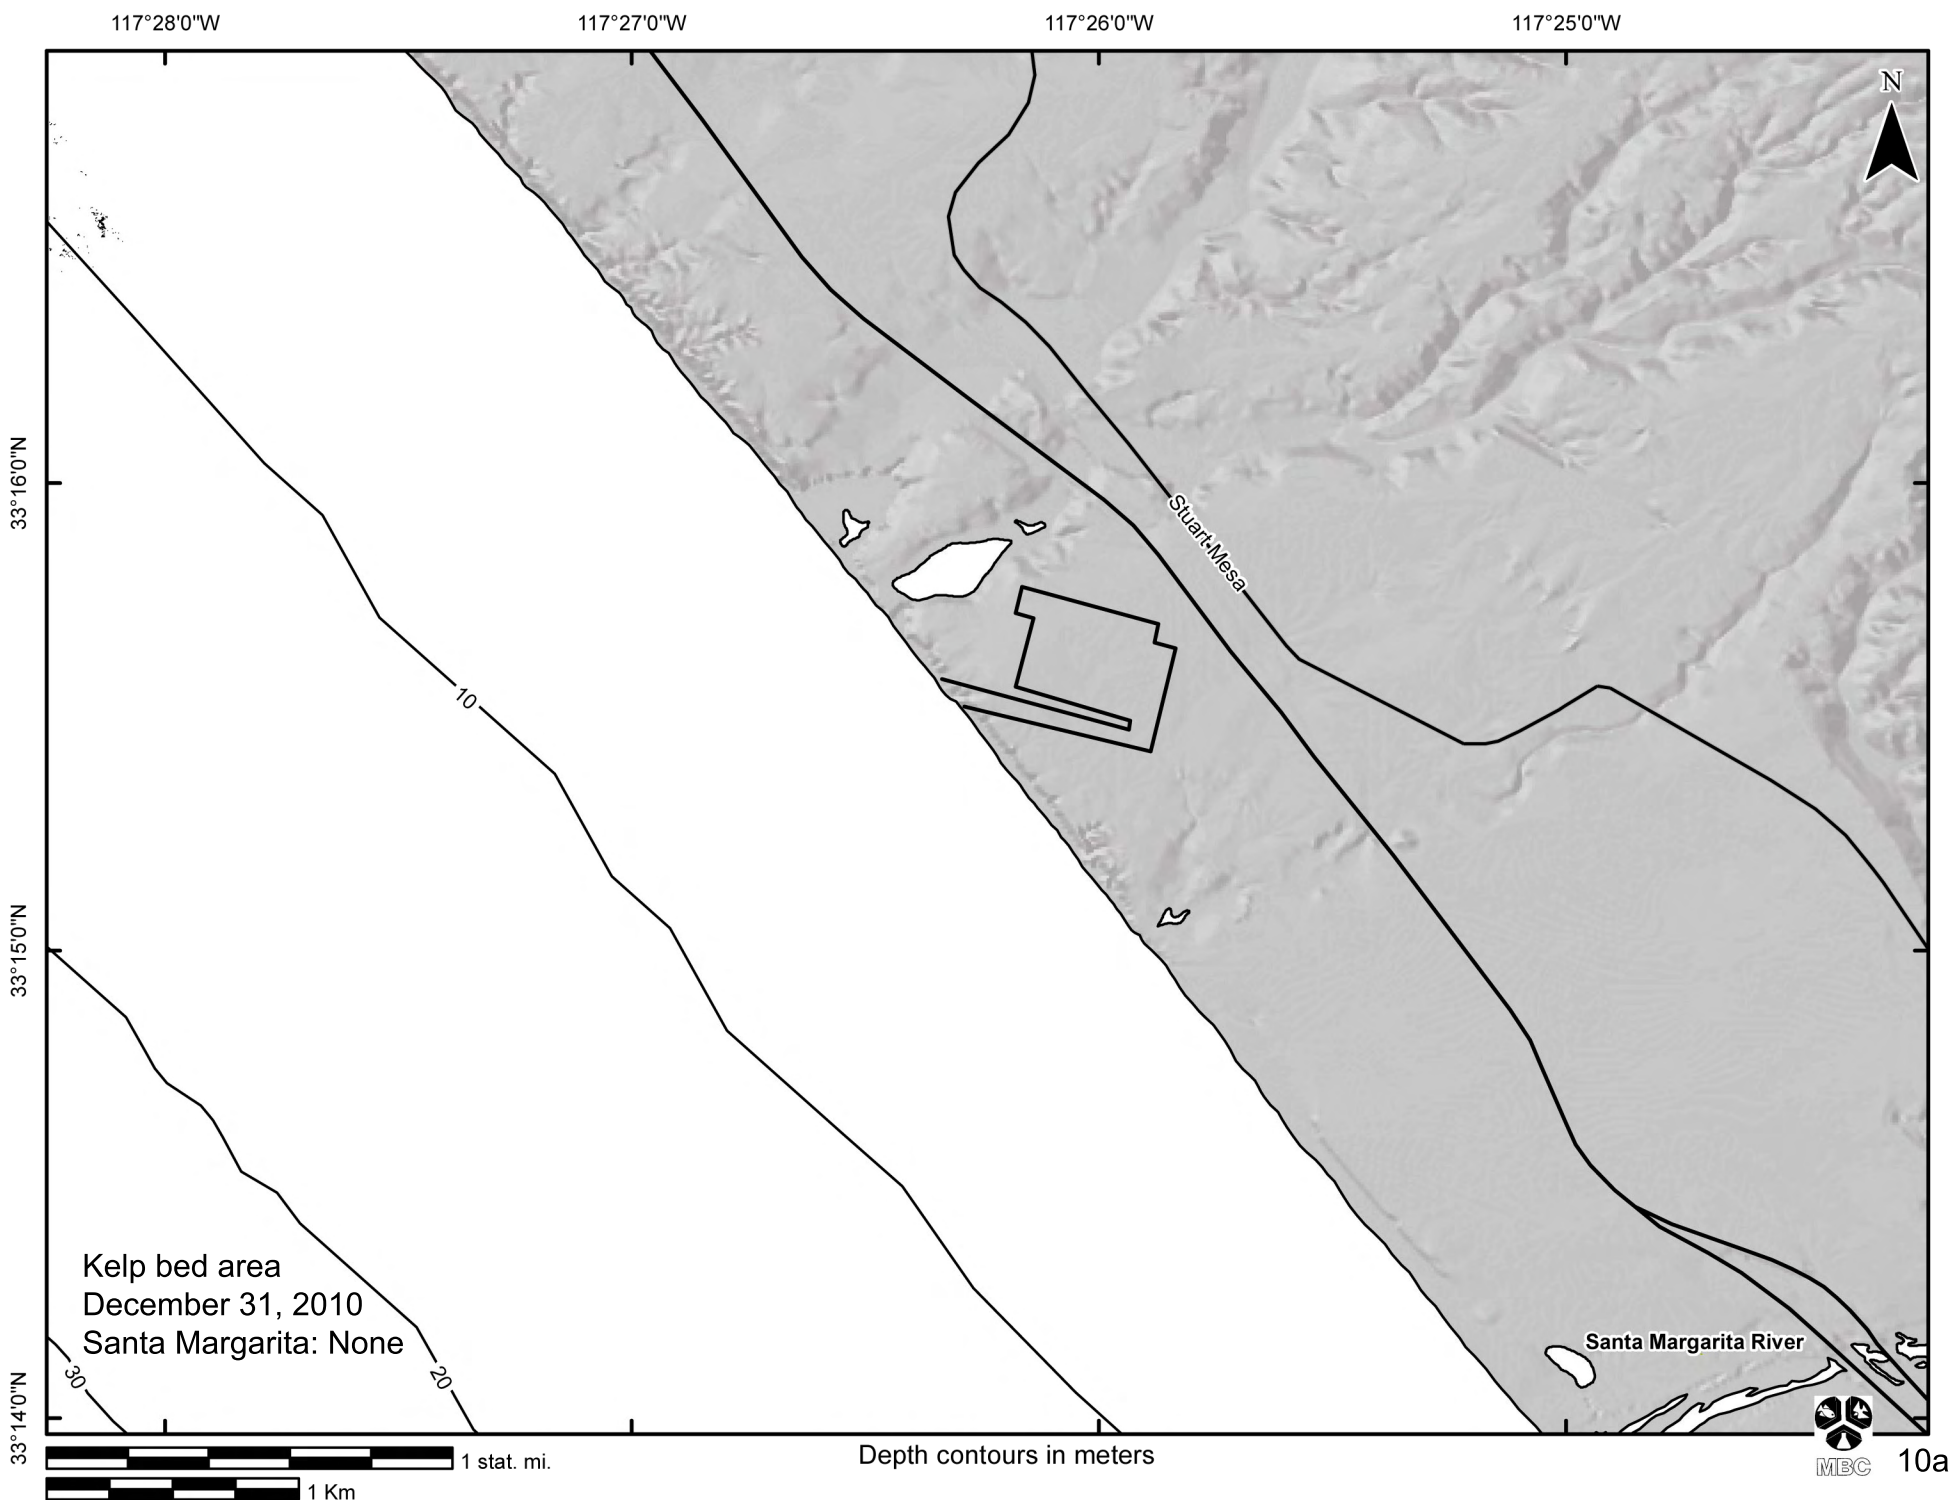 117°28'0"W 117°27'0"W 117°26'0"W 117°25'0"W
N
33°16'0"N
Stuart Mesa
10
33°15'0"N
Kelp bed area
December 31, 2010
Santa Margarita: None
Santa Margarita River
30
20
33°14'0"N
1 stat. mi.
Depth contours in meters
MBC
10a
1 Km